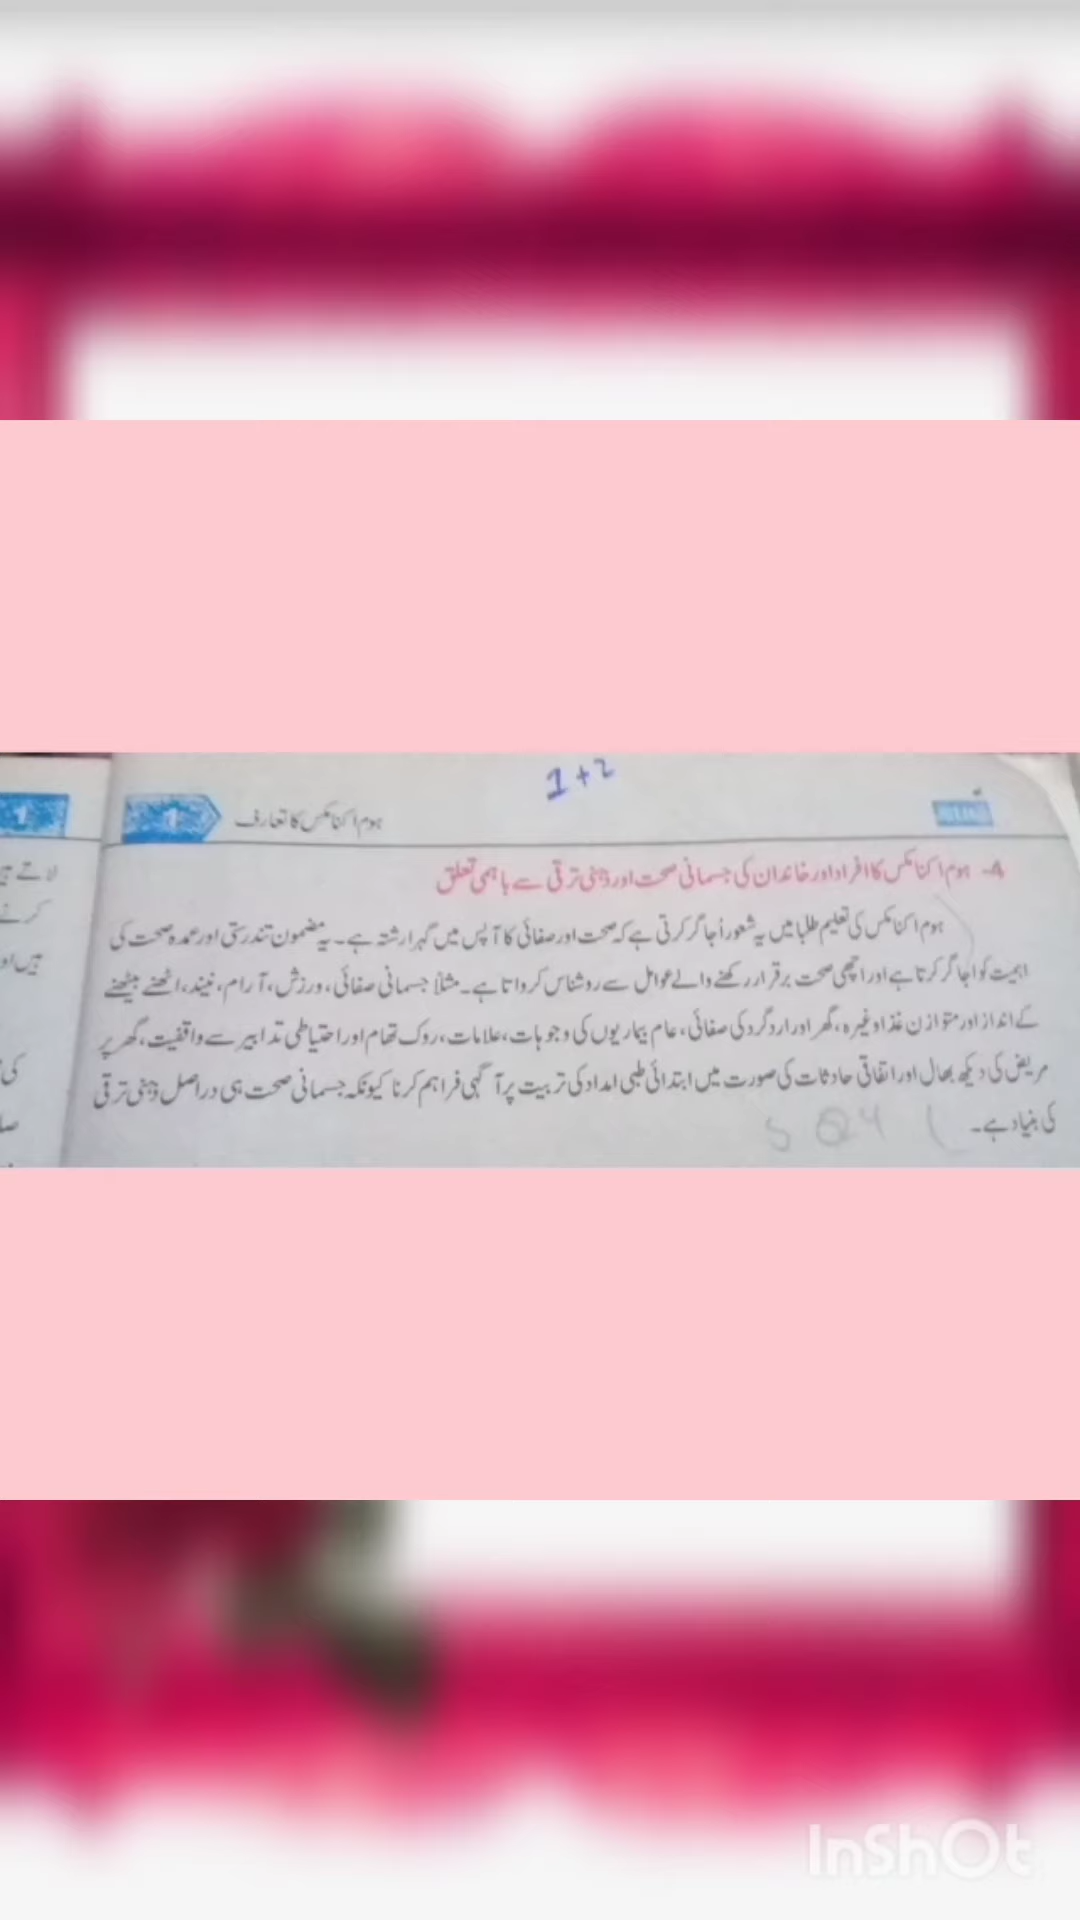 1+2
1 ہوم اکنامکس کا تعارف
1
4- ہوم اکنامکس کا افراد اور خاندان کی جسمانی صحت اور ذہنی ترقی سے باہمی تعلق
ہوم اکنامکس کی تعلیم طلبا میں یہ شعور اُجاگر کرتی ہے کہ صحت اور صفائی کا آپس میں گہرا رشتہ ہے۔ یہ مضمون تندرستی اور عمدہ صحت کی
اہمیت کو اجاگر کرتا ہے اور اچھی صحت برقرار رکھنے والے عوامل سے روشناس کرواتا ہے۔ مثلاً جسمانی صفائی، ورزش، آرام، نیند، اٹھنے بیٹھنے
کے انداز اور متوازن غذا وغیرہ، گھر اور اردگرد کی صفائی، عام بیماریوں کی وجوہات، علامات، روک تھام اور احتیاطی تدابیر سے واقفیت، گھر پر
مریض کی دیکھ بھال اور اتفاقی حادثات کی صورت میں ابتدائی طبی امداد کی تربیت پر آگہی فراہم کرنا کیونکہ جسمانی صحت ہی دراصل ذہنی ترقی
کی بنیاد ہے۔
لاتے
کی
InShOt